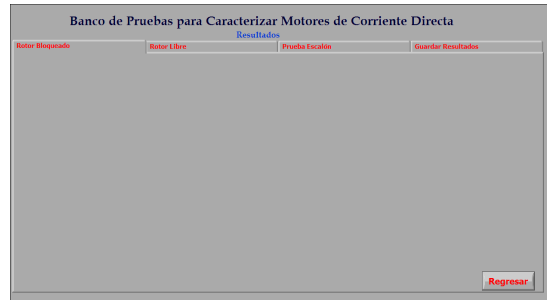 Banco de Pruebas para Caracterizar Motores de Corriente Directa
Resultados
Rotor Bloqueado Rotor Libre Prueba Escalón Guardar Resultados
Regresar